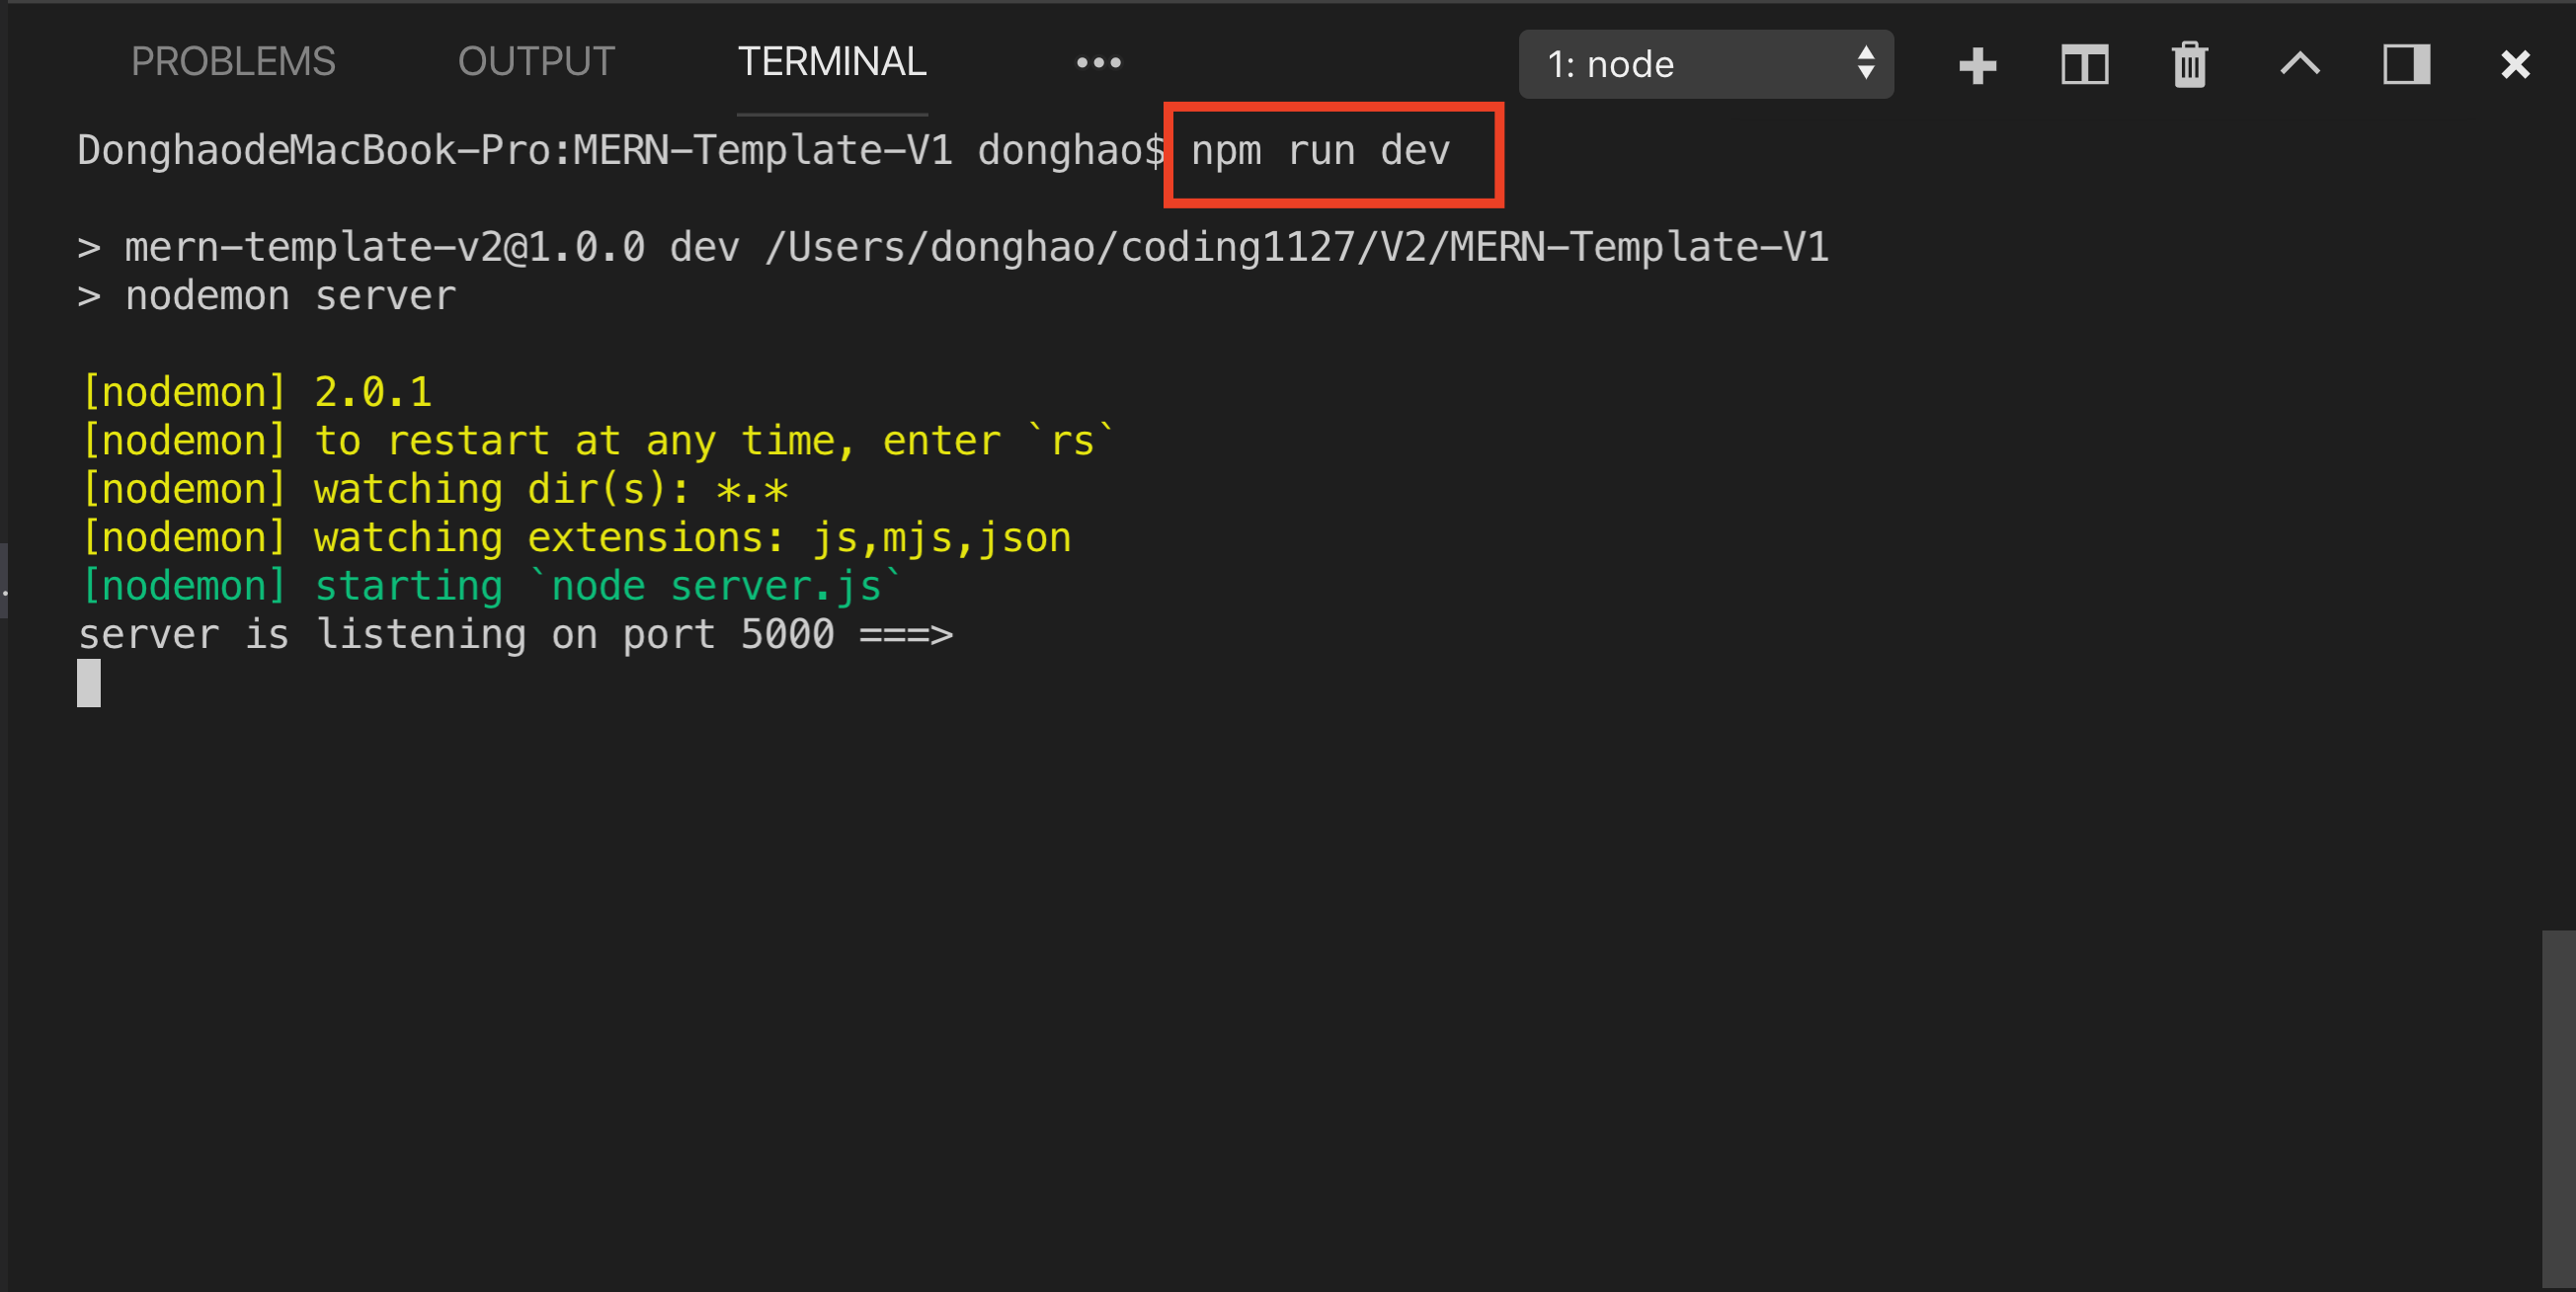 PROBLEMS OUTPUT TERMINAL ••• 1: node
DonghaodeMacBook-Pro:MERN-Template-V1 donghao$ npm run dev
> mern-template-v2@1.0.0 dev /Users/donghao/coding1127/V2/MERN-Template-V1
> nodemon server
[nodemon] 2.0.1
[nodemon] to restart at any time, enter `rs`
[nodemon] watching dir(s): *.*
[nodemon] watching extensions: js,mjs,json
[nodemon] starting `node server.js`
server is listening on port 5000 ===>